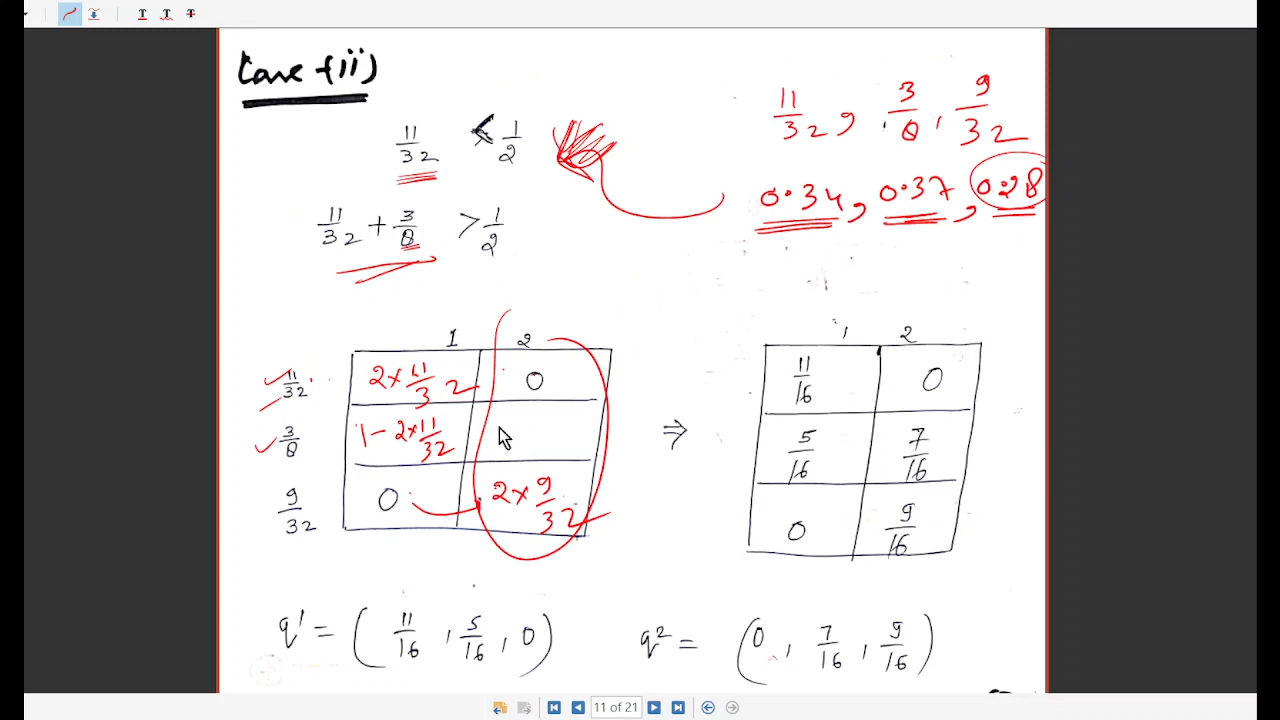 Case (ii)
11/32 < 1/2
11/32 , 3/8 , 9/32
0.34 , 0.37 , 0.28
11/32 + 3/8 > 1/2
1 2
11/32 2×11/32 0
3/8 1-2×11/32
9/32 0 2×9/32
⇒
1 2
11/16 0
5/16 7/16
0 9/16
q¹ = (11/16 , 5/16 , 0) q² = (0 , 7/16 , 9/16)
11 of 21